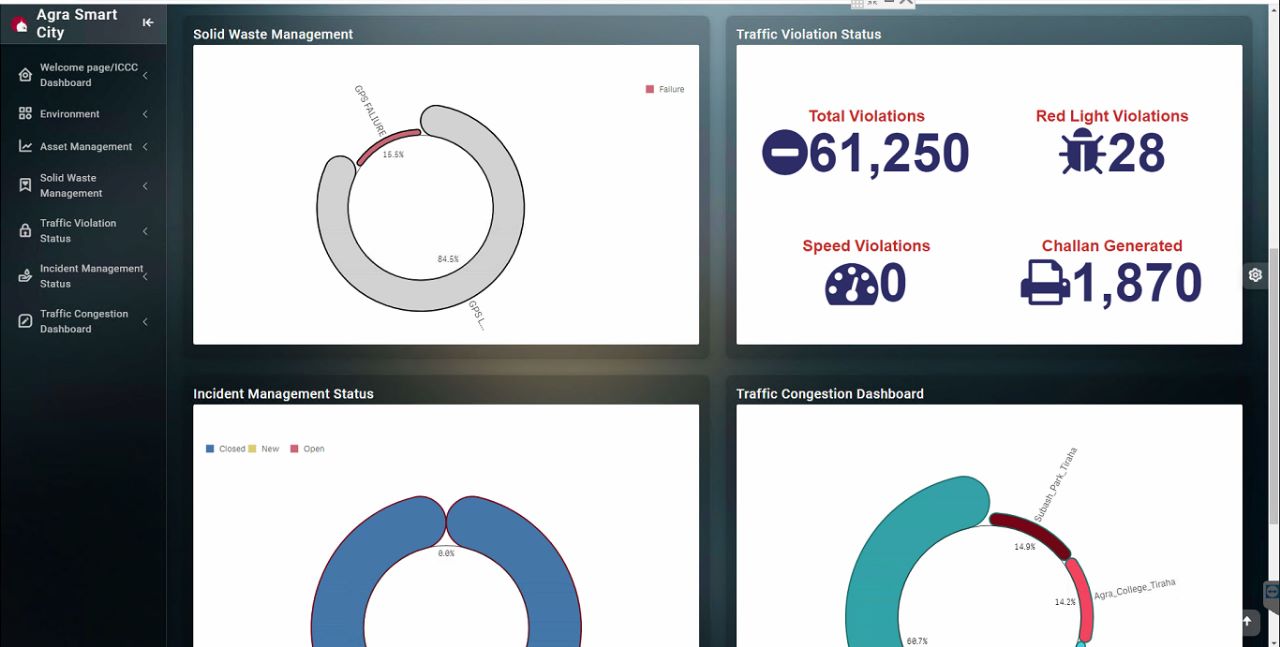 Agra Smart
City
Welcome page/ICCC
Dashboard
Environment
Asset Management
Solid Waste
Management
Traffic Violation
Status
Incident Management
Status
Traffic Congestion
Dashboard
Solid Waste Management
Failure
GPS FALIURE
15.5%
84.5%
GPS L...
Traffic Violation Status
Total Violations
61,250
Red Light Violations
28
Speed Violations
0
Challan Generated
1,870
Incident Management Status
Closed
New
Open
0.0%
Traffic Congestion Dashboard
Subash_Park_Tiraha
14.9%
Agra_College_Tiraha
14.2%
60.7%